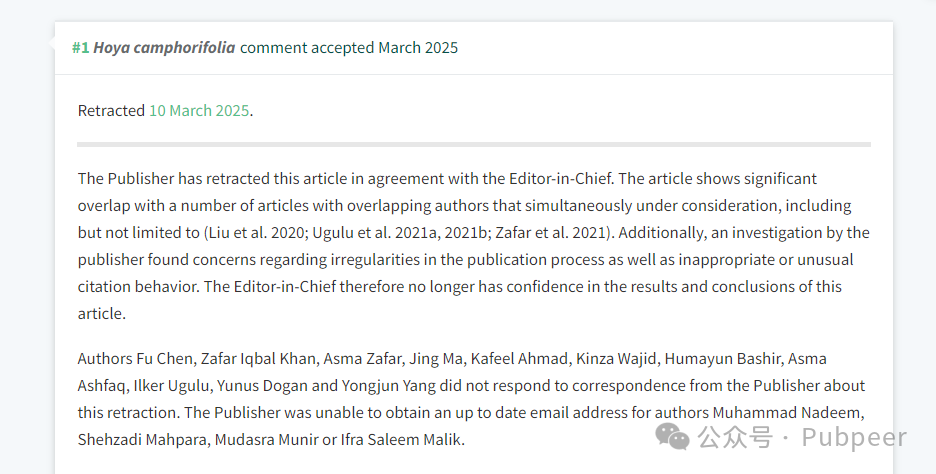 #1 Hoya camphorifolia comment accepted March 2025
Retracted 10 March 2025.
The Publisher has retracted this article in agreement with the Editor-in-Chief. The article shows significant
overlap with a number of articles with overlapping authors that simultaneously under consideration, including
but not limited to (Liu et al. 2020; Ugulu et al. 2021a, 2021b; Zafar et al. 2021). Additionally, an investigation by the
publisher found concerns regarding irregularities in the publication process as well as inappropriate or unusual
citation behavior. The Editor-in-Chief therefore no longer has confidence in the results and conclusions of this
article.
Authors Fu Chen, Zafar Iqbal Khan, Asma Zafar, Jing Ma, Kafeel Ahmad, Kinza Wajid, Humayun Bashir, Asma
Ashfaq, Ilker Ugulu, Yunus Dogan and Yongjun Yang did not respond to correspondence from the Publisher about
this retraction. The Publisher was unable to obtain an up to date email address for authors Muhammad Nadeem,
Shehzadi Mahpara, Mudasra Munir or Ifra Saleem Malik.
公众号 · Pubpeer